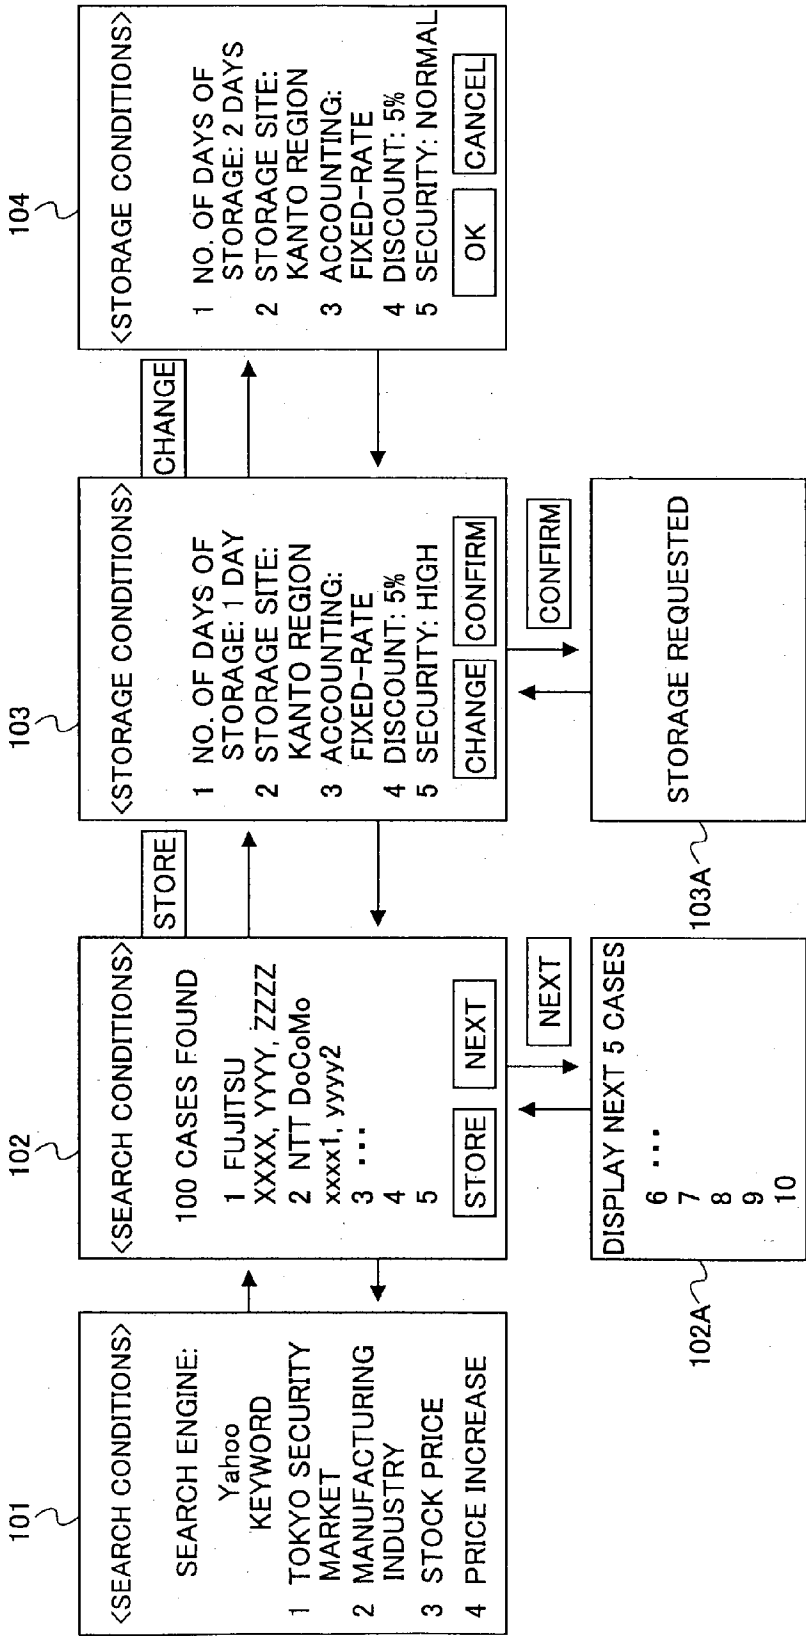 101
<SEARCH CONDITIONS>
SEARCH ENGINE:
Yahoo
KEYWORD
1 TOKYO SECURITY
MARKET
2 MANUFACTURING
INDUSTRY
3 STOCK PRICE
4 PRICE INCREASE
102
<SEARCH CONDITIONS>
100 CASES FOUND
1 FUJITSU
XXXX, YYYY, ZZZZ
2 NTT DoCoMo
xxxx1, yyyy2
3 ...
4
5
STORE NEXT
STORE
NEXT
102A
DISPLAY NEXT 5 CASES
6 ...
7
8
9
10
103
<STORAGE CONDITIONS>
1 NO. OF DAYS OF
STORAGE: 1 DAY
2 STORAGE SITE:
KANTO REGION
3 ACCOUNTING:
FIXED-RATE
4 DISCOUNT: 5%
5 SECURITY: HIGH
CHANGE CONFIRM
CHANGE
CONFIRM
103A
STORAGE REQUESTED
104
<STORAGE CONDITIONS>
1 NO. OF DAYS OF
STORAGE: 2 DAYS
2 STORAGE SITE:
KANTO REGION
3 ACCOUNTING:
FIXED-RATE
4 DISCOUNT: 5%
5 SECURITY: NORMAL
OK CANCEL